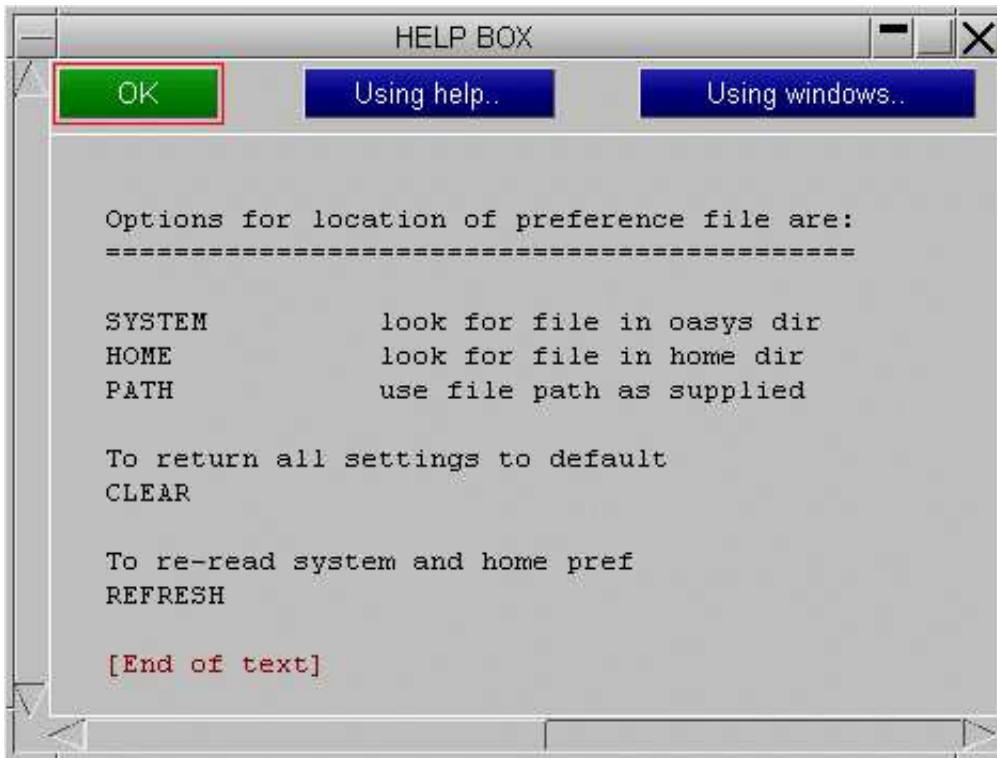 HELP BOX
OK
Using help..
Using windows..
Options for location of preference file are:
============================================
SYSTEM look for file in oasys dir
HOME look for file in home dir
PATH use file path as supplied
To return all settings to default
CLEAR
To re-read system and home pref
REFRESH
[End of text]